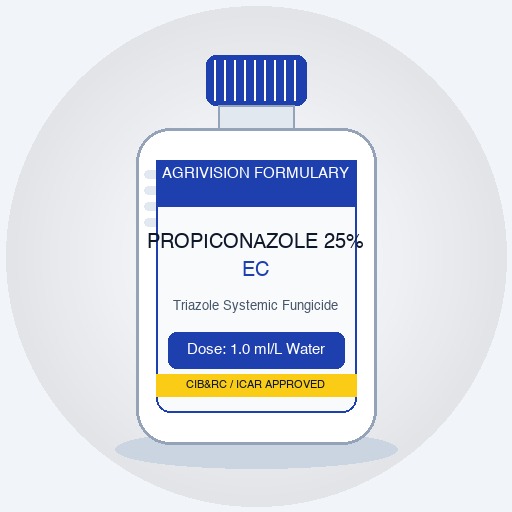 AGRIVISION FORMULARY
PROPICONAZOLE 25%
EC
Triazole Systemic Fungicide
Dose: 1.0 ml/L Water
CIB&RC / ICAR APPROVED